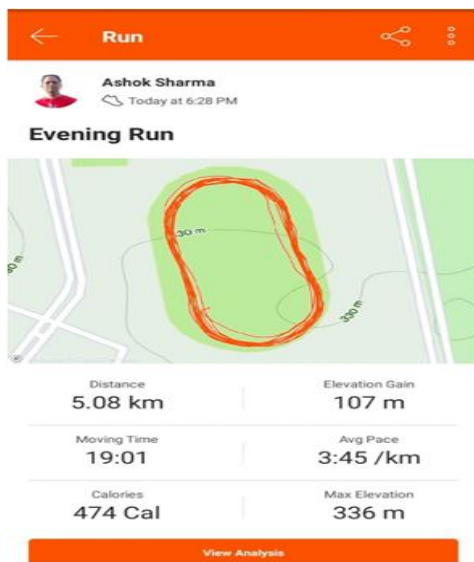 Run
Ashok Sharma
Today at 6:28 PM
Evening Run
30 m
330 m
Distance
5.08 km
Elevation Gain
107 m
Moving Time
19:01
Avg Pace
3:45 /km
Calories
474 Cal
Max Elevation
336 m
View Analysis